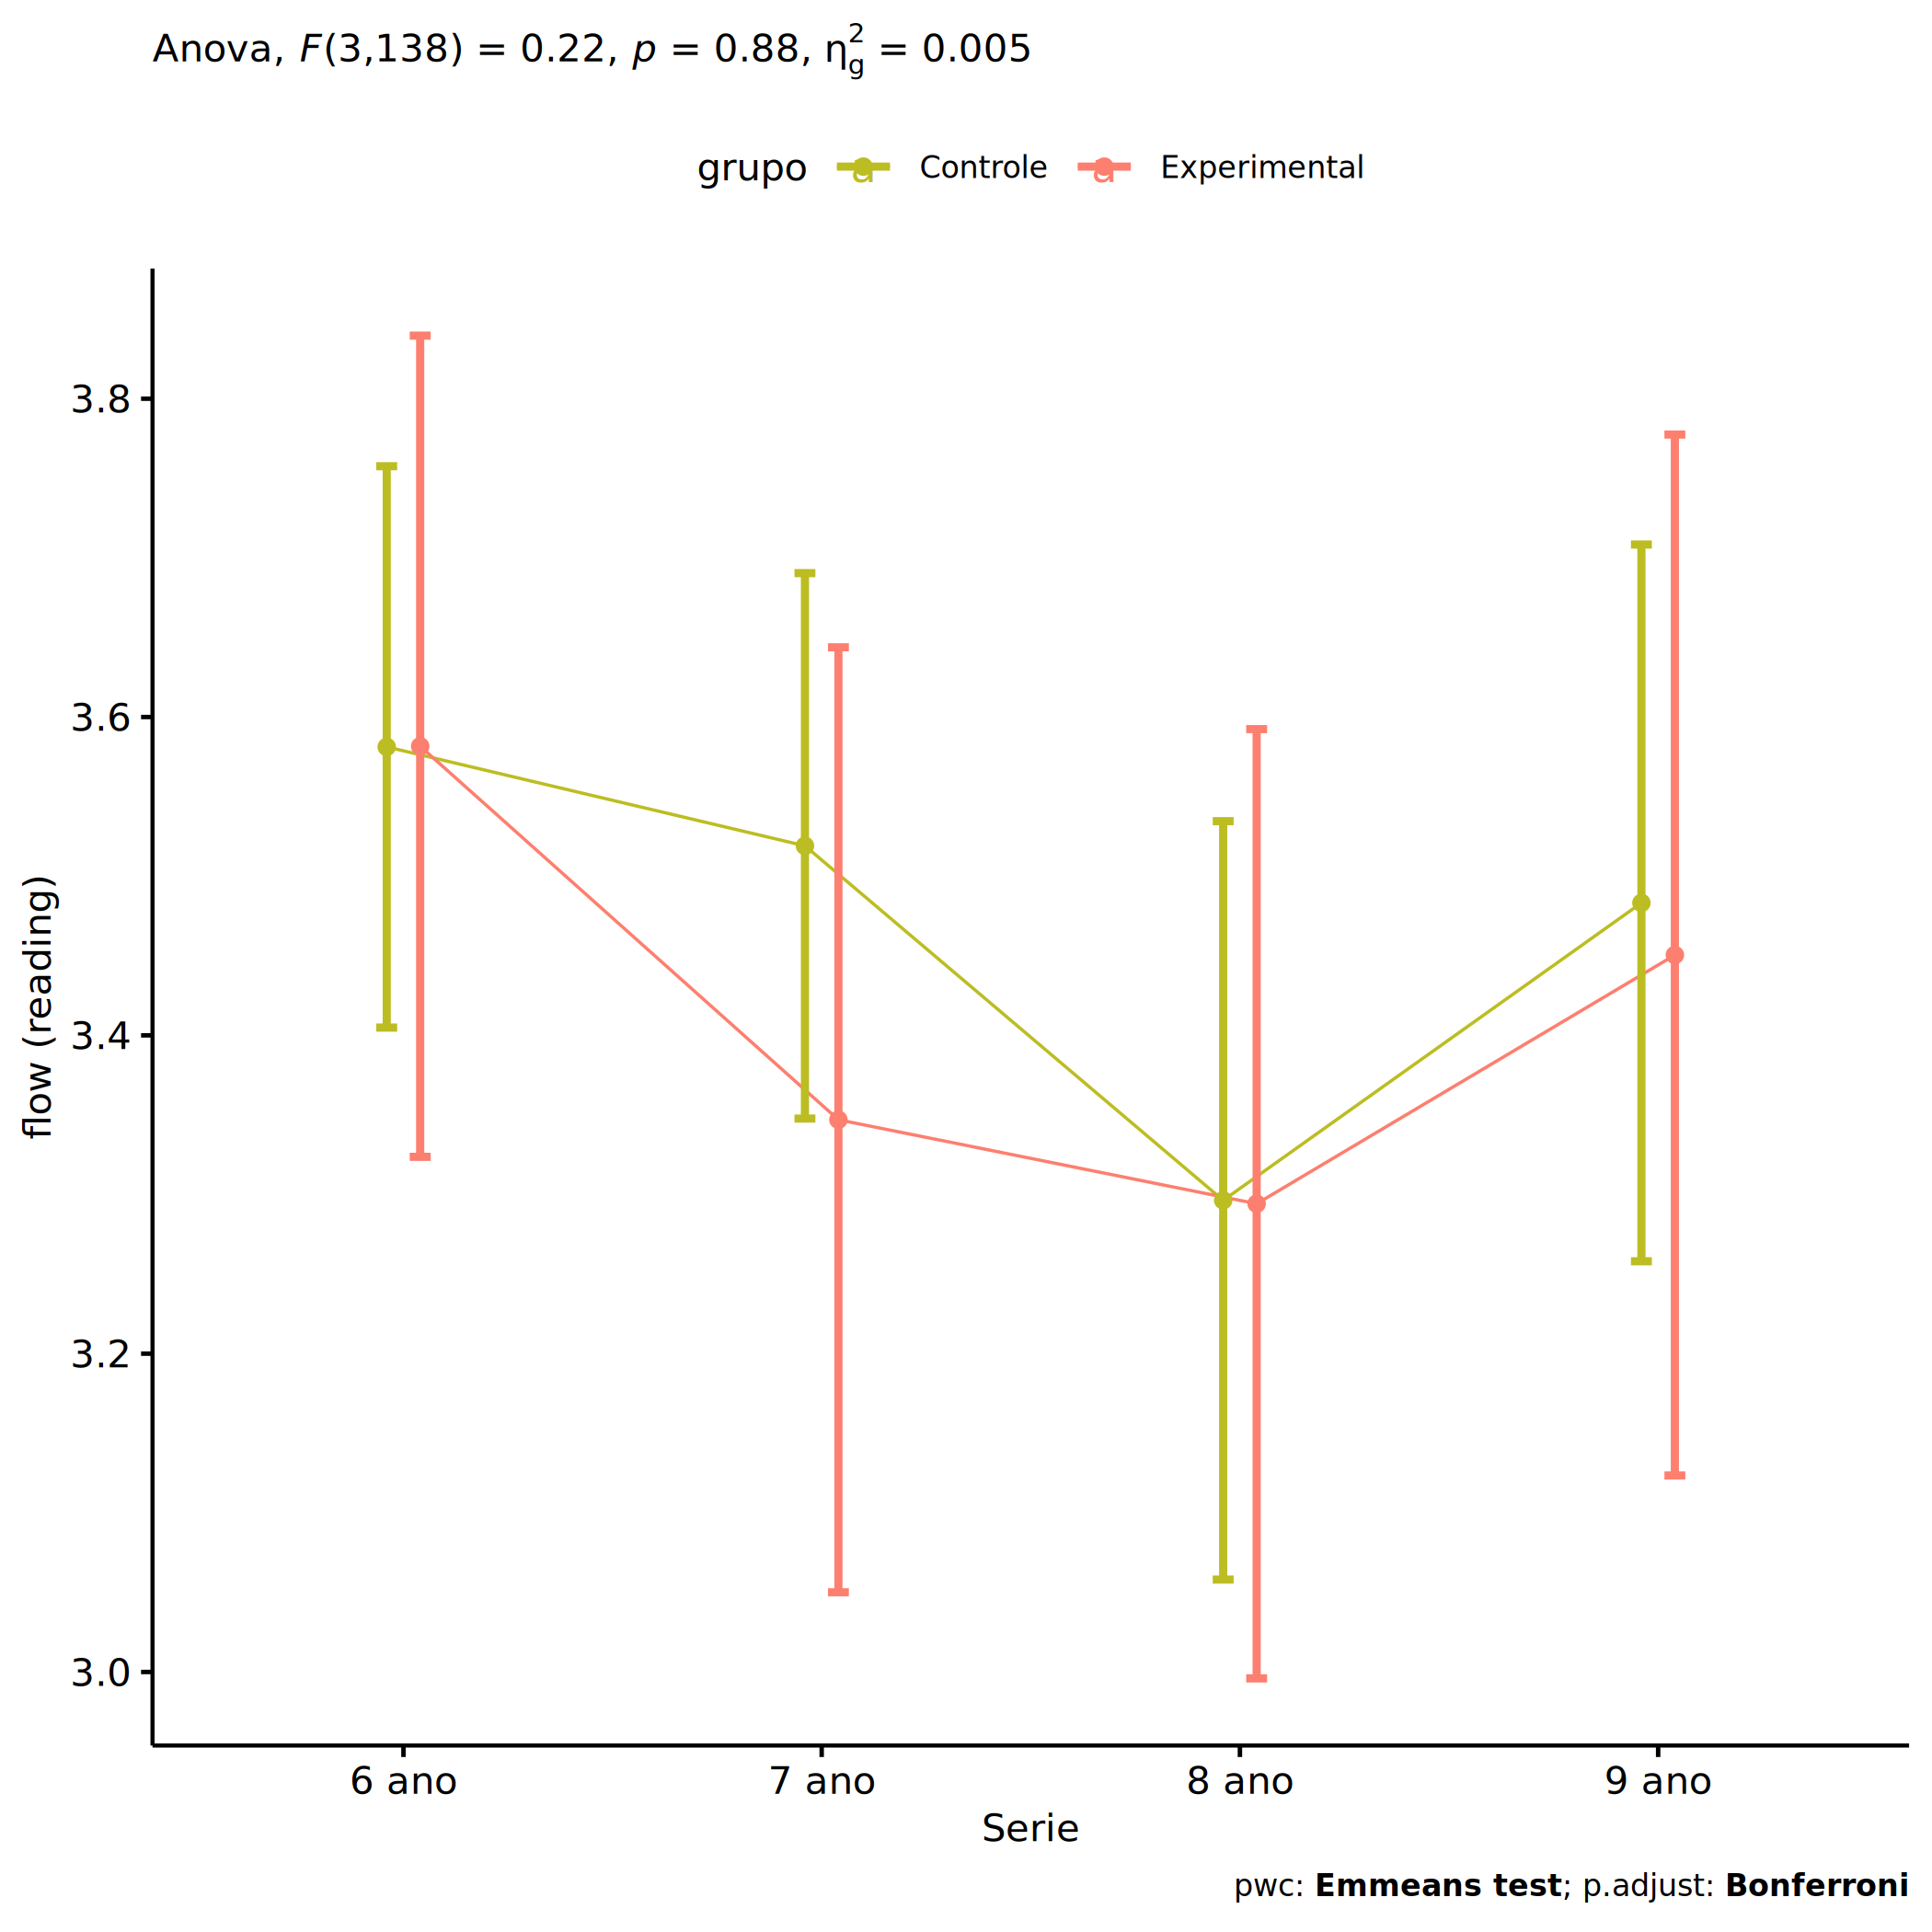 Anova, F(3,138) = 0.22, p = 0.88, η²g = 0.005
grupo a Controle a Experimental
3.8
3.6
3.4
3.2
3.0
flow (reading)
6 ano 7 ano 8 ano 9 ano
Serie
pwc: Emmeans test; p.adjust: Bonferroni